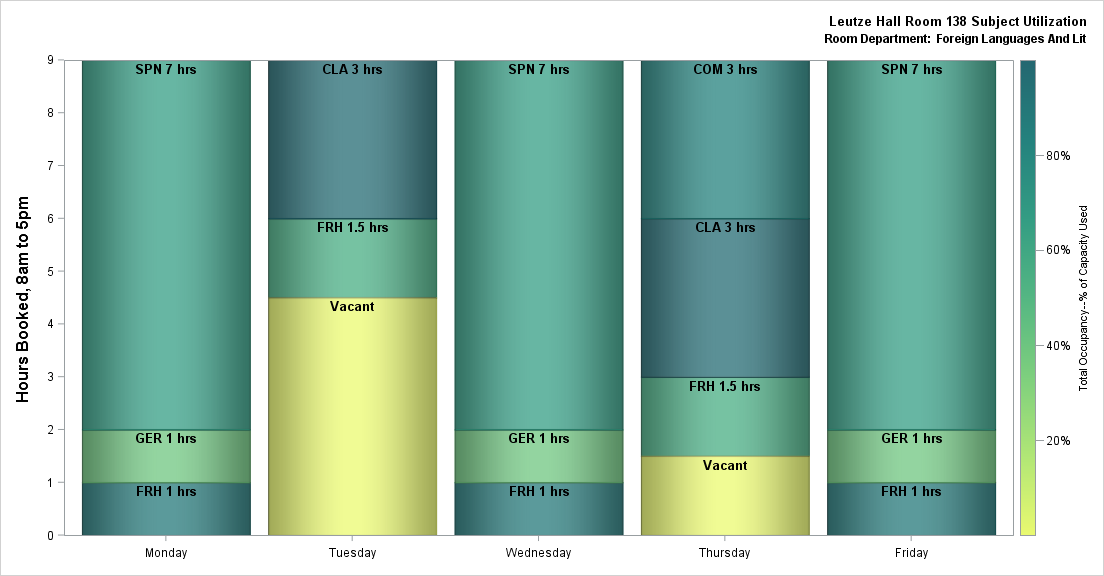 Leutze Hall Room 138 Subject Utilization
Room Department: Foreign Languages And Lit
Hours Booked, 8am to 5pm
9
8
7
6
5
4
3
2
1
0
SPN 7 hrs
GER 1 hrs
FRH 1 hrs
CLA 3 hrs
FRH 1.5 hrs
Vacant
SPN 7 hrs
GER 1 hrs
FRH 1 hrs
COM 3 hrs
CLA 3 hrs
FRH 1.5 hrs
Vacant
SPN 7 hrs
GER 1 hrs
FRH 1 hrs
Monday
Tuesday
Wednesday
Thursday
Friday
80%
60%
40%
20%
Total Occupancy--% of Capacity Used